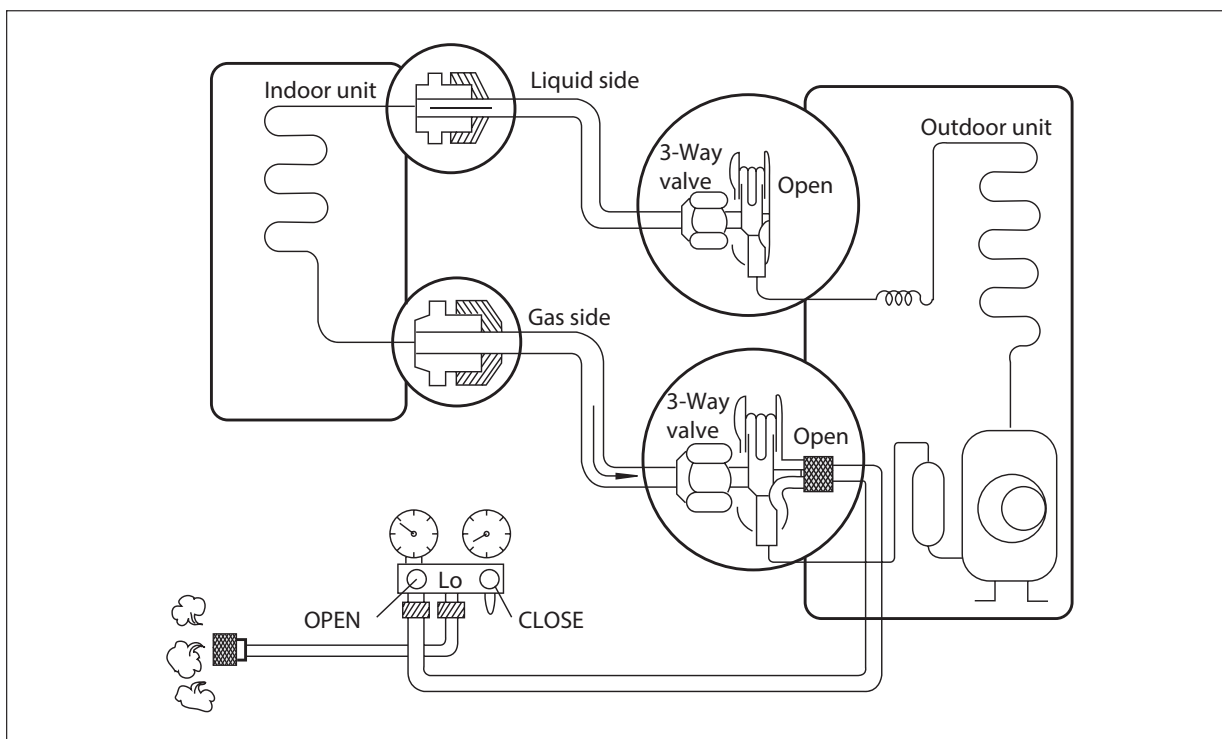 Indoor unit
Liquid side
Outdoor unit
3-Way
valve
Open
Gas side
3-Way
valve
Open
Lo
OPEN
CLOSE